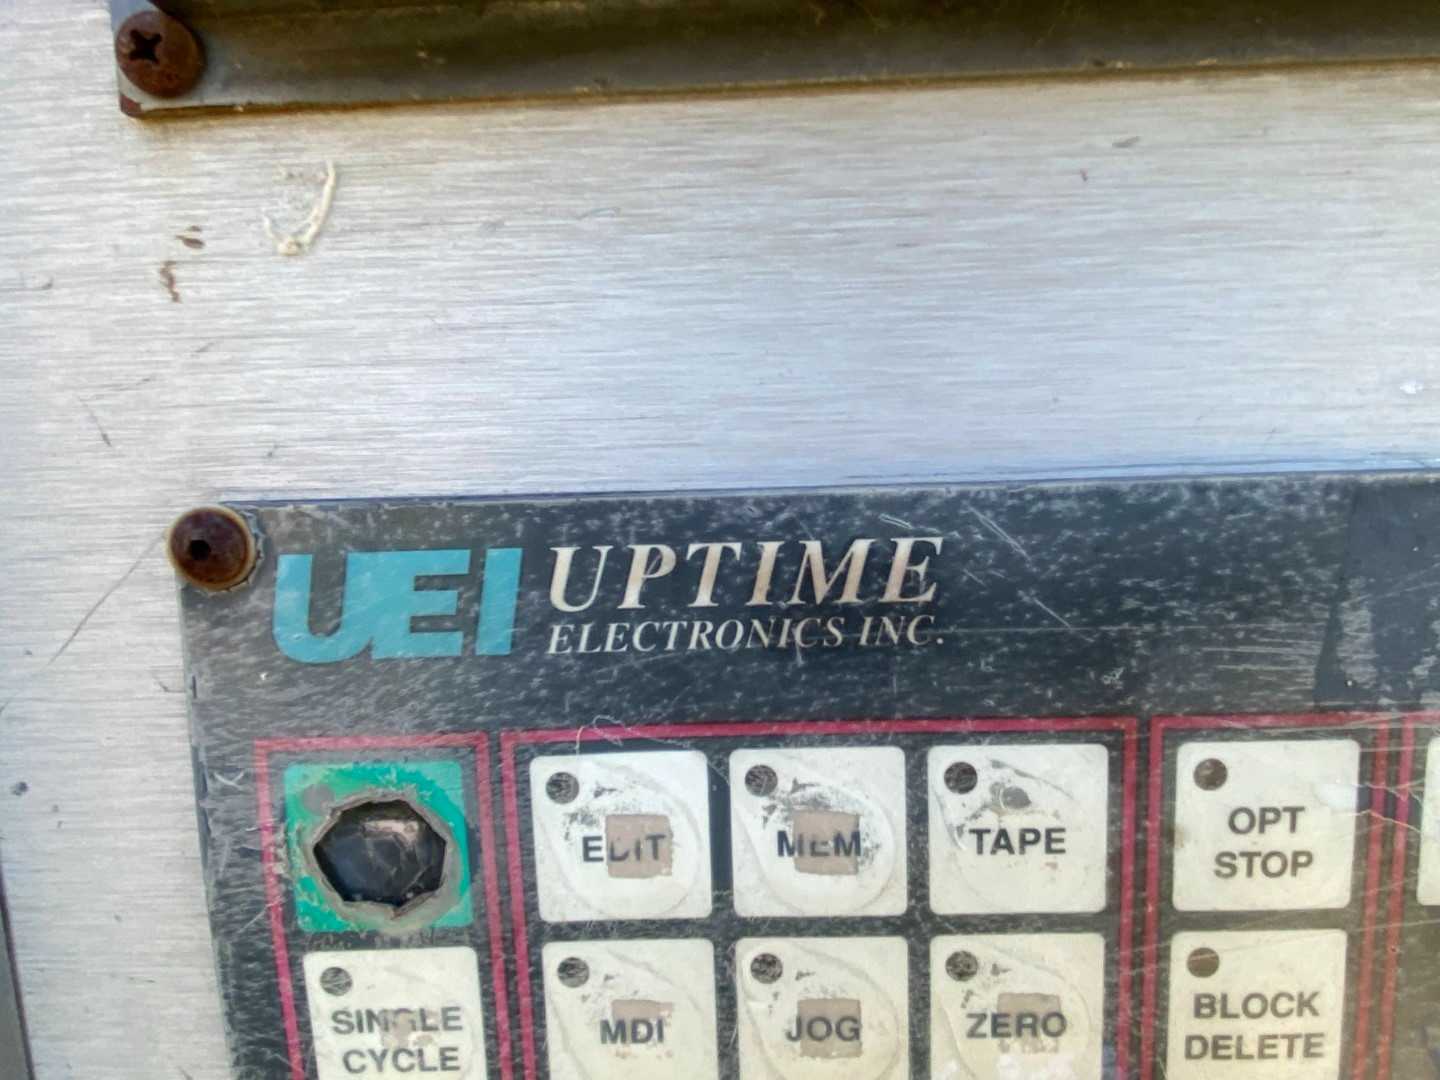 UEI UPTIME
ELECTRONICS INC.
EDIT MEM TAPE OPT
STOP
SINGLE
CYCLE
MDI JOG ZERO BLOCK
DELETE